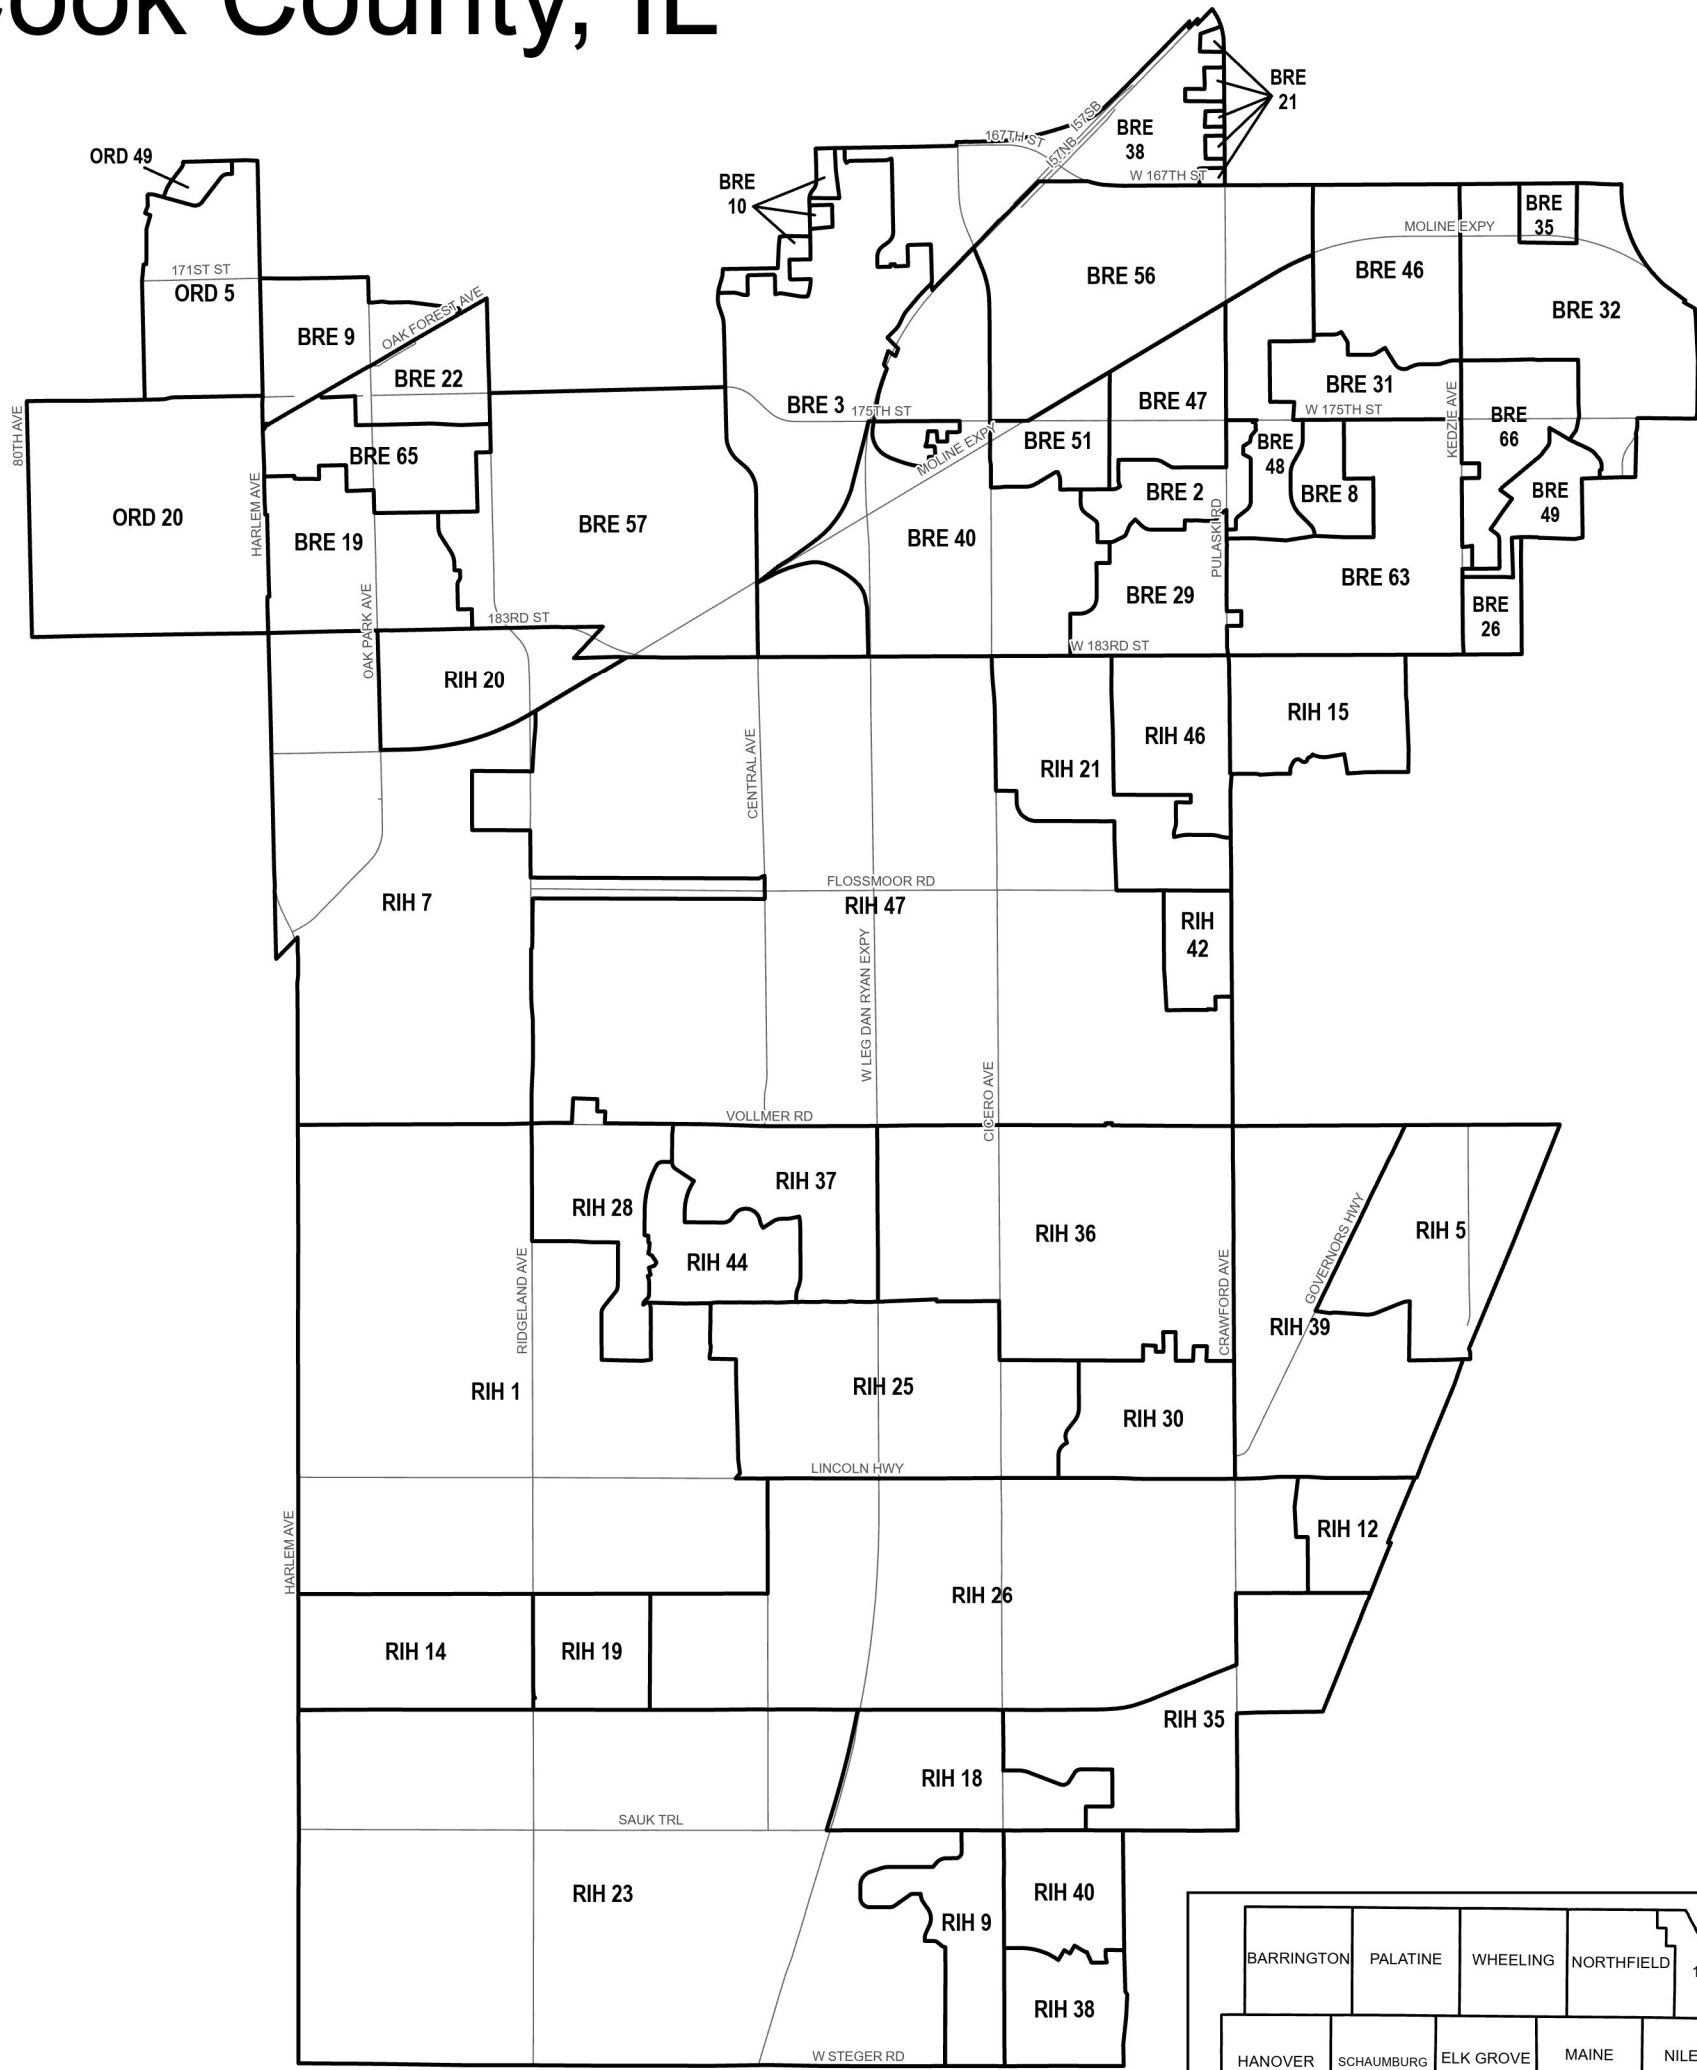 Cook County, IL
BRE
21
167TH ST
I57SB
I57NB
BRE
38
W 167TH ST
ORD 49
BRE
10
BRE
35
MOLINE EXPY
171ST ST
ORD 5
BRE 56
BRE 46
BRE 32
OAK FOREST AVE
BRE 9
BRE 22
BRE 31
BRE 47
BRE 3
175TH ST
W 175TH ST
KEDZIE AVE
BRE
66
80TH AVE
BRE 65
MOLINE EXPY
BRE 51
BRE
48
BRE 8
BRE 2
BRE
49
ORD 20
HARLEM AVE
BRE 19
BRE 57
BRE 40
PULASKI RD
BRE 63
BRE 29
BRE
26
OAK PARK AVE
183RD ST
W 183RD ST
RIH 20
RIH 15
RIH 46
RIH 21
CENTRAL AVE
FLOSSMOOR RD
RIH 7
RIH 47
RIH
42
W LEG DAN RYAN EXPY
CICERO AVE
VOLLMER RD
RIH 37
RIH 28
RIH 36
RIH 5
GOVERNORS HWY
RIH 44
RIDGELAND AVE
CRAWFORD AVE
RIH 39
RIH 1
RIH 25
RIH 30
LINCOLN HWY
HARLEM AVE
RIH 12
RIH 26
RIH 14
RIH 19
RIH 35
RIH 18
SAUK TRL
RIH 23
RIH 40
RIH 9
RIH 38
W STEGER RD
BARRINGTON
PALATINE
WHEELING
NORTHFIELD
HANOVER
SCHAUMBURG
ELK GROVE
MAINE